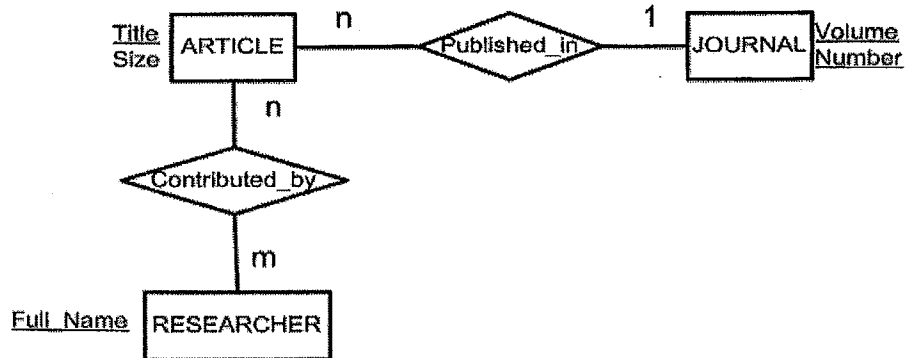 n
1
Title
Size
ARTICLE
Published_in
JOURNAL
Volume
Number
n
Contributed_by
m
Full_Name
RESEARCHER